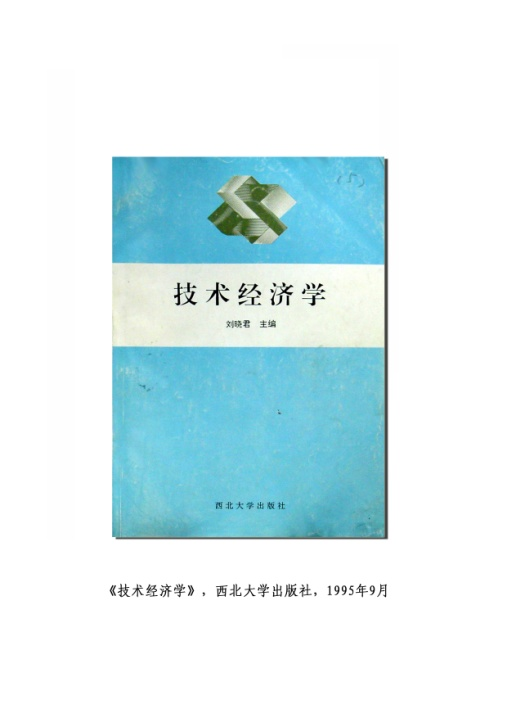 (5)
技术经济学
刘晓君 主编
西北大学出版社
《技术经济学》，西北大学出版社，1995年9月